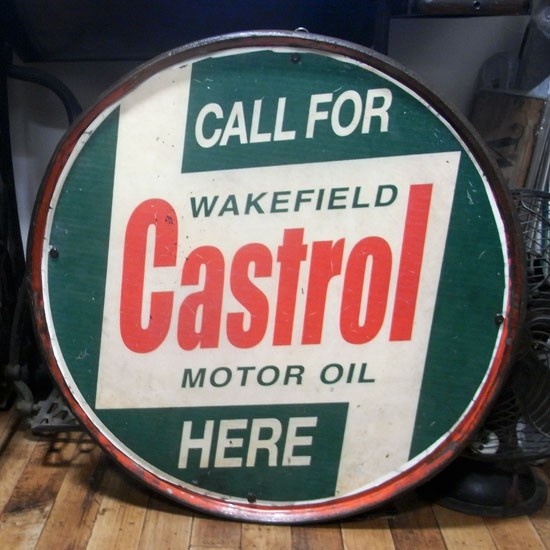 CALL FOR
WAKEFIELD
Castrol
MOTOR OIL
HERE